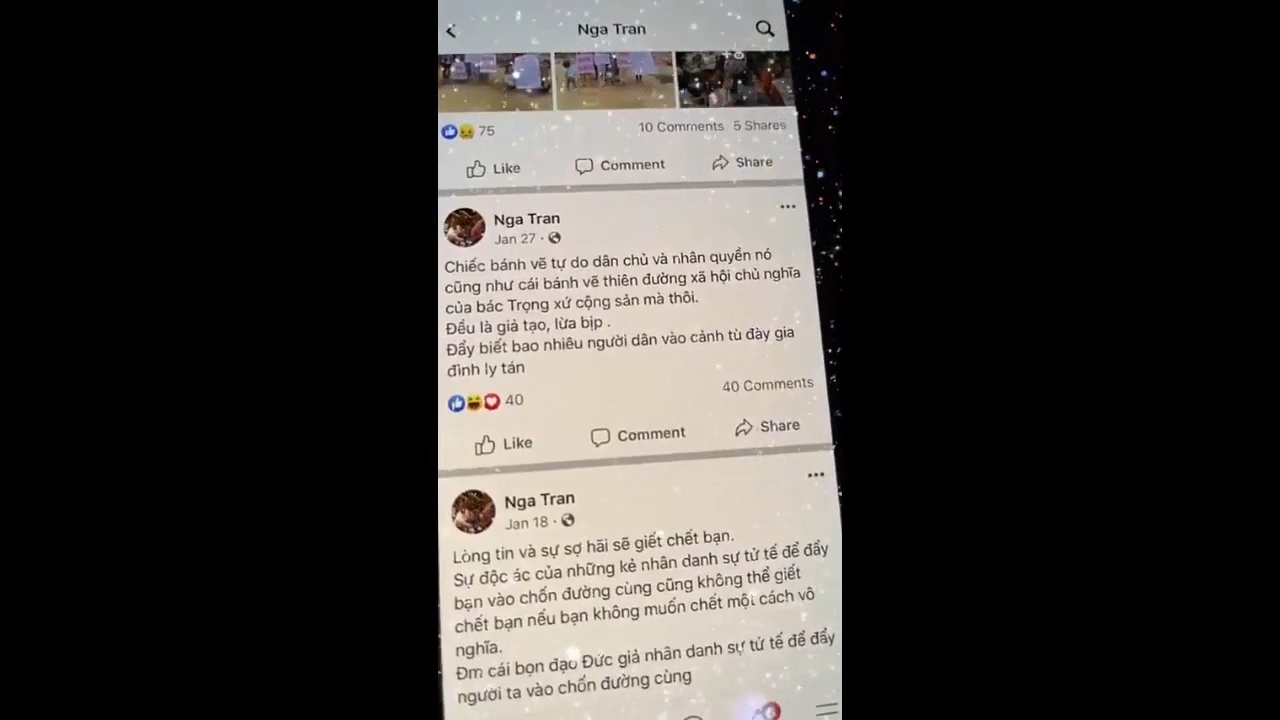 Nga Tran
75
10 Comments 5 Shares
Like Comment Share
Nga Tran
Jan 27 ·
Chiếc bánh vẽ tự do dân chủ và nhân quyền nó
cũng như cái bánh vẽ thiên đường xã hội chủ nghĩa
của bác Trọng xứ cộng sản mà thôi.
Đều là giả tạo, lừa bịp .
Đẩy biết bao nhiêu người dân vào cảnh tù đày gia
đình ly tán
40
40 Comments
Like Comment Share
Nga Tran
Jan 18 ·
Lòng tin và sự sợ hãi sẽ giết chết bạn.
Sự độc ác của những kẻ nhân danh sự tử tế để đẩy
bạn vào chốn đường cùng cũng không thể giết
chết bạn nếu bạn không muốn chết một cách vô
nghĩa.
Đm cái bọn đạo Đức giả nhân danh sự tử tế để đẩy
người ta vào chốn đường cùng